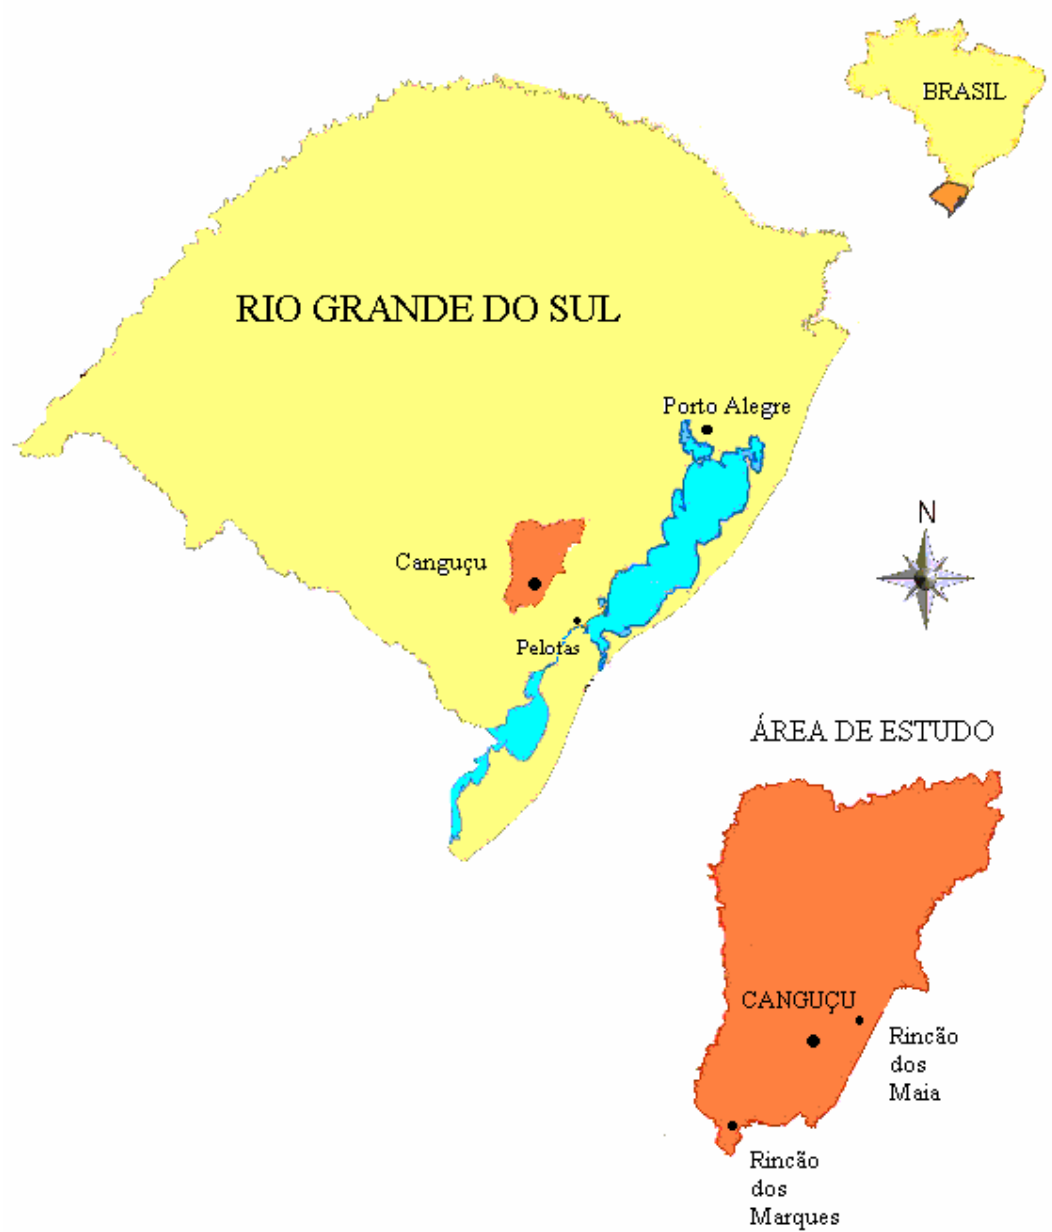 BRASIL
RIO GRANDE DO SUL
Porto Alegre
N
Canguçu
Pelotas
ÁREA DE ESTUDO
CANGUÇU
Rincão
dos
Maia
Rincão
dos
Marques